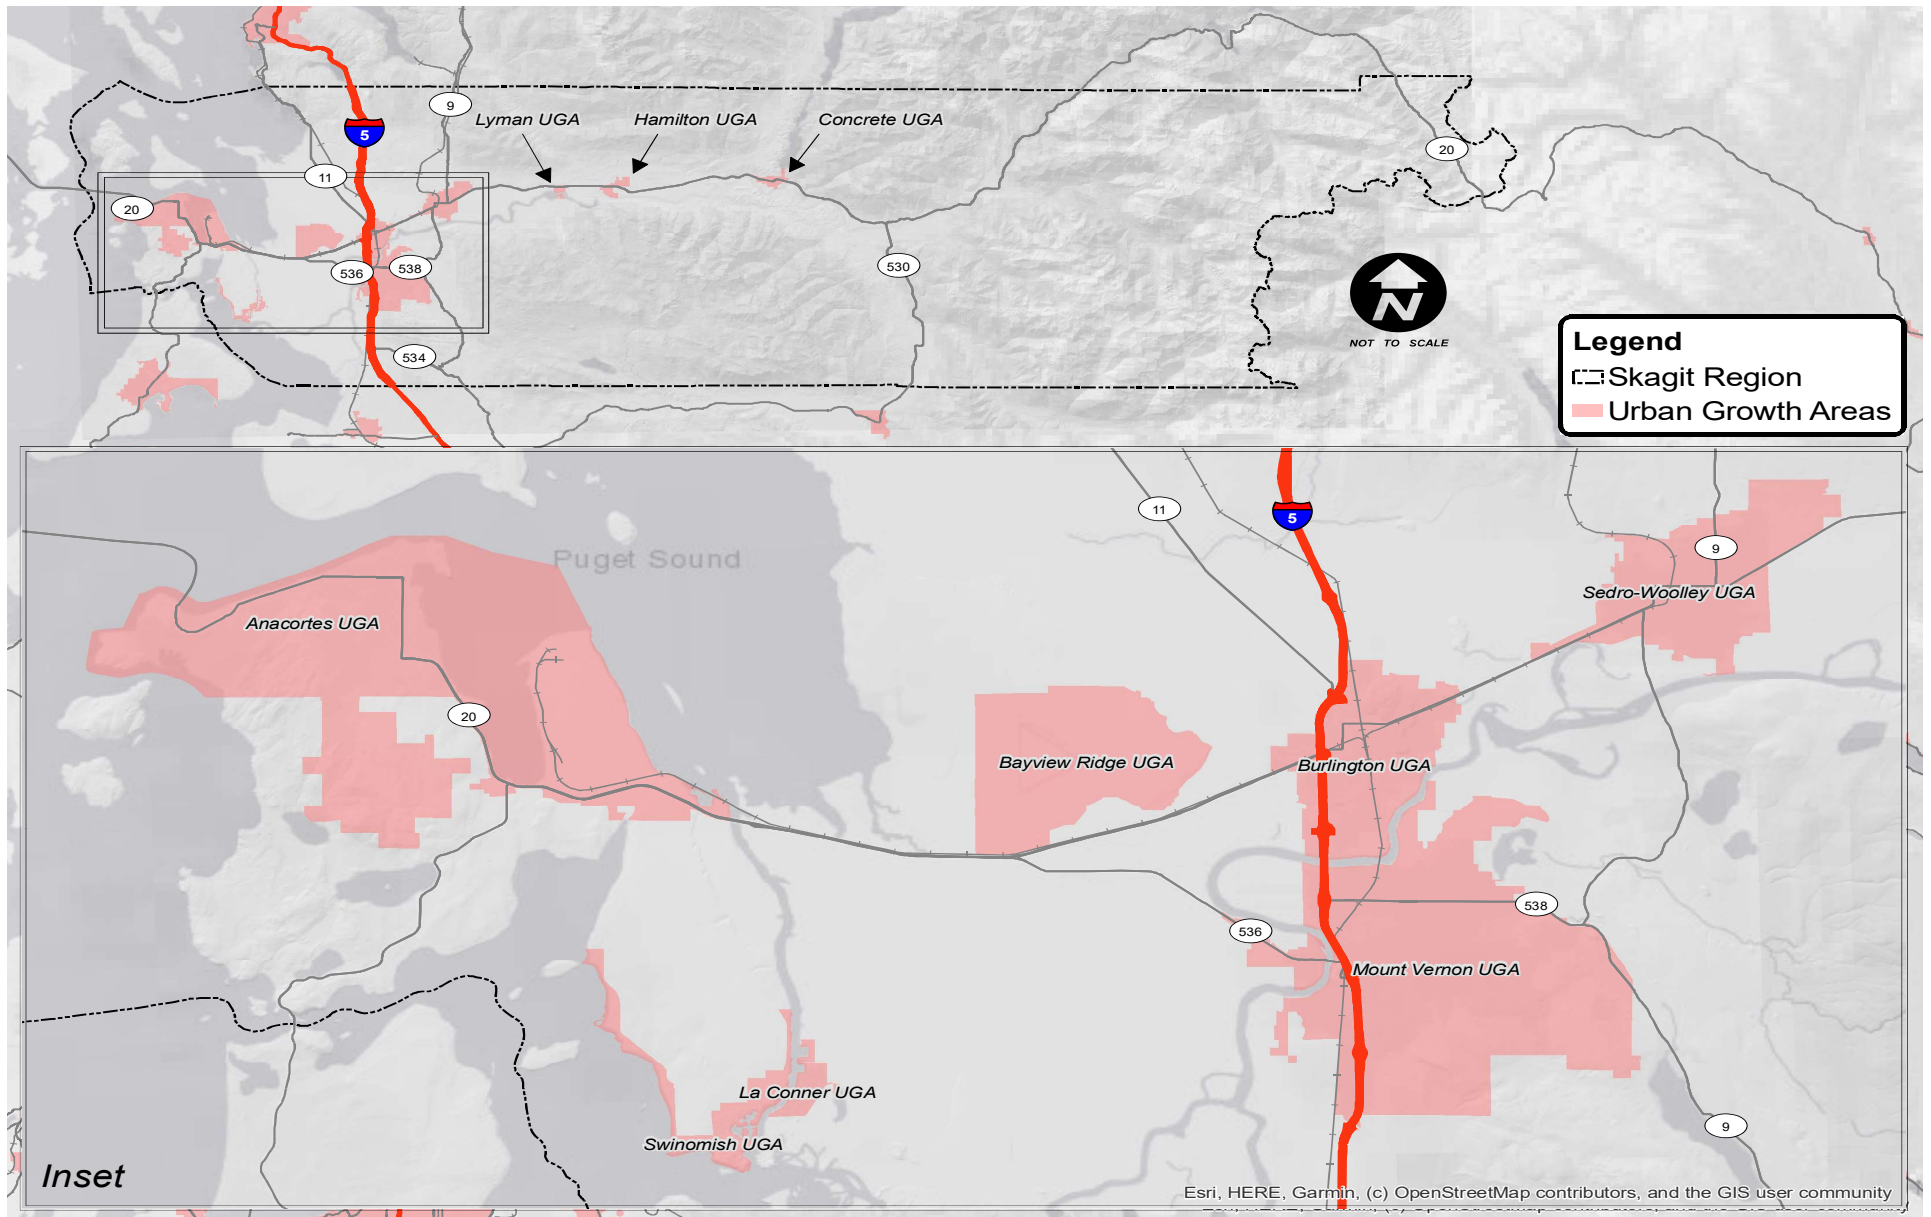 9
Lyman UGA
Hamilton UGA
Concrete UGA
5
20
11
20
536
538
530
534
N
NOT TO SCALE
Legend
Skagit Region
Urban Growth Areas
11
5
9
Puget Sound
Sedro-Woolley UGA
Anacortes UGA
20
Bayview Ridge UGA
Burlington UGA
538
536
Mount Vernon UGA
La Conner UGA
9
Swinomish UGA
Inset
Esri, HERE, Garmin, (c) OpenStreetMap contributors, and the GIS user community